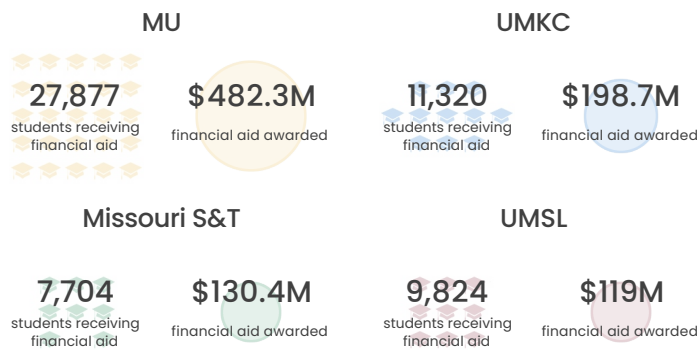 MU
27,877
students receiving
financial aid
$482.3M
financial aid awarded
UMKC
11,320
students receiving
financial aid
$198.7M
financial aid awarded
Missouri S&T
7,704
students receiving
financial aid
$130.4M
financial aid awarded
UMSL
9,824
students receiving
financial aid
$119M
financial aid awarded